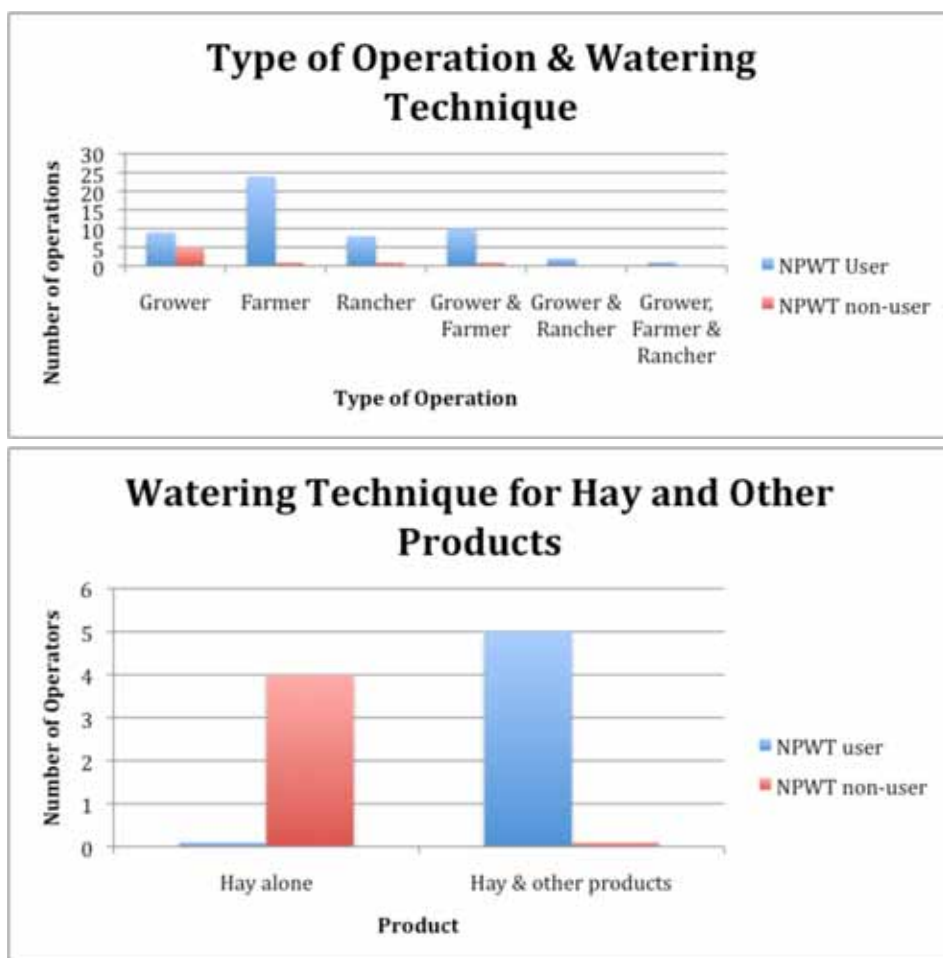 Type of Operation & Watering
Technique
Number of operations
30
25
20
15
10
5
0
Grower
Farmer
Rancher
Grower &
Farmer
Grower &
Rancher
Grower,
Farmer &
Rancher
Type of Operation
NPWT User
NPWT non-user
Watering Technique for Hay and Other
Products
Number of Operators
6
5
4
3
2
1
0
Hay alone
Hay & other products
Product
NPWT user
NPWT non-user